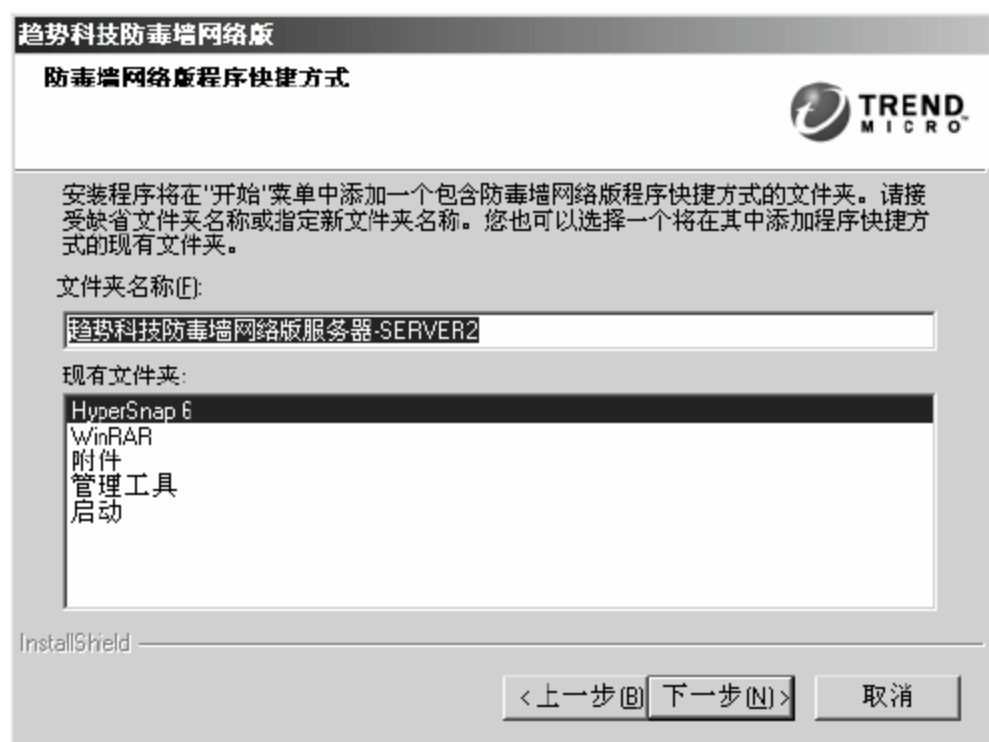 趋势科技防毒墙网络版
防毒墙网络版程序快捷方式
TREND
MICRO™
安装程序将在"开始"菜单中添加一个包含防毒墙网络版程序快捷方式的文件夹。请接
受缺省文件夹名称或指定新文件夹名称。您也可以选择一个将在其中添加程序快捷方
式的现有文件夹。
文件夹名称(F):
趋势科技防毒墙网络版服务器-SERVER2
现有文件夹:
HyperSnap 6
WinRAR
附件
管理工具
启动
InstallShield
<上一步(B) 下一步(N)> 取消